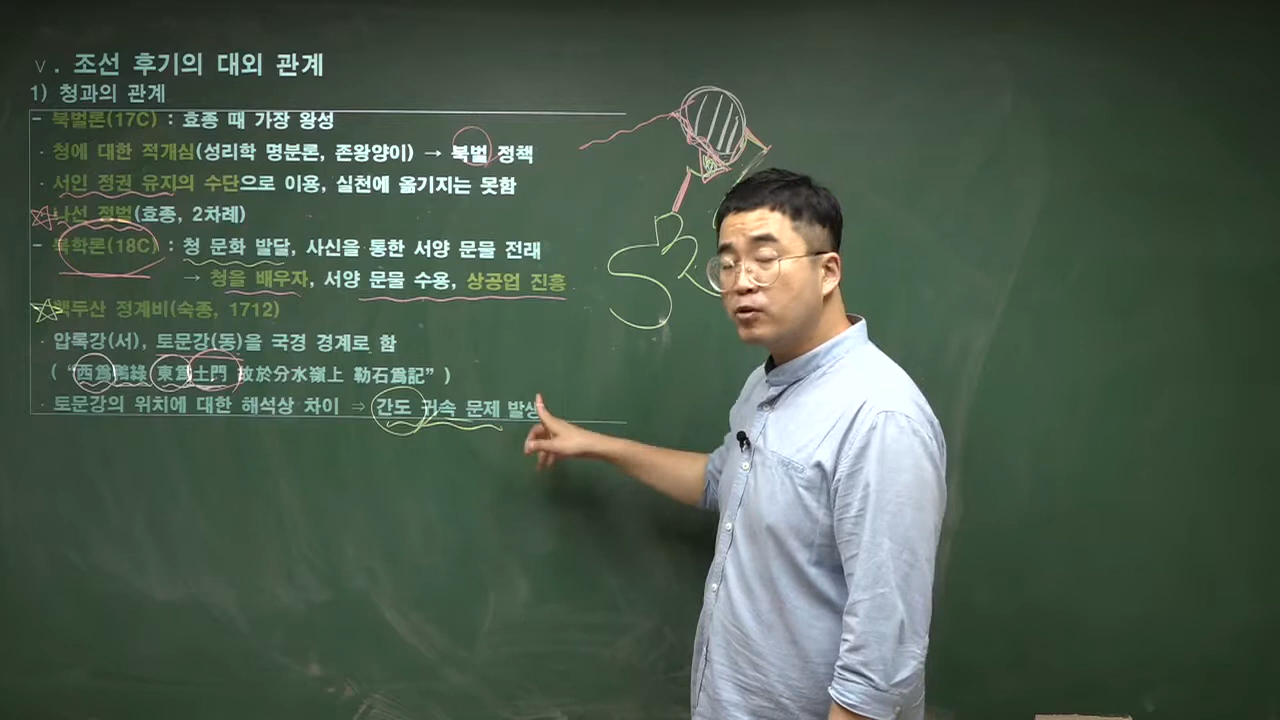 Ⅴ. 조선 후기의 대외 관계
1) 청과의 관계
- 북벌론(17C) : 효종 때 가장 왕성
· 청에 대한 적개심(성리학 명분론, 존왕양이) → 북벌 정책
· 서인 정권 유지의 수단으로 이용, 실천에 옮기지는 못함
나선 정벌(효종, 2차례)
- 북학론(18C) : 청 문화 발달, 사신을 통한 서양 문물 전래
→ 청을 배우자, 서양 문물 수용, 상공업 진흥
백두산 정계비(숙종, 1712)
· 압록강(서), 토문강(동)을 국경 경계로 함
( “西爲鴨綠 東爲土門 故於分水嶺上 勒石爲記” )
· 토문강의 위치에 대한 해석상 차이 ⇒ 간도 귀속 문제 발생